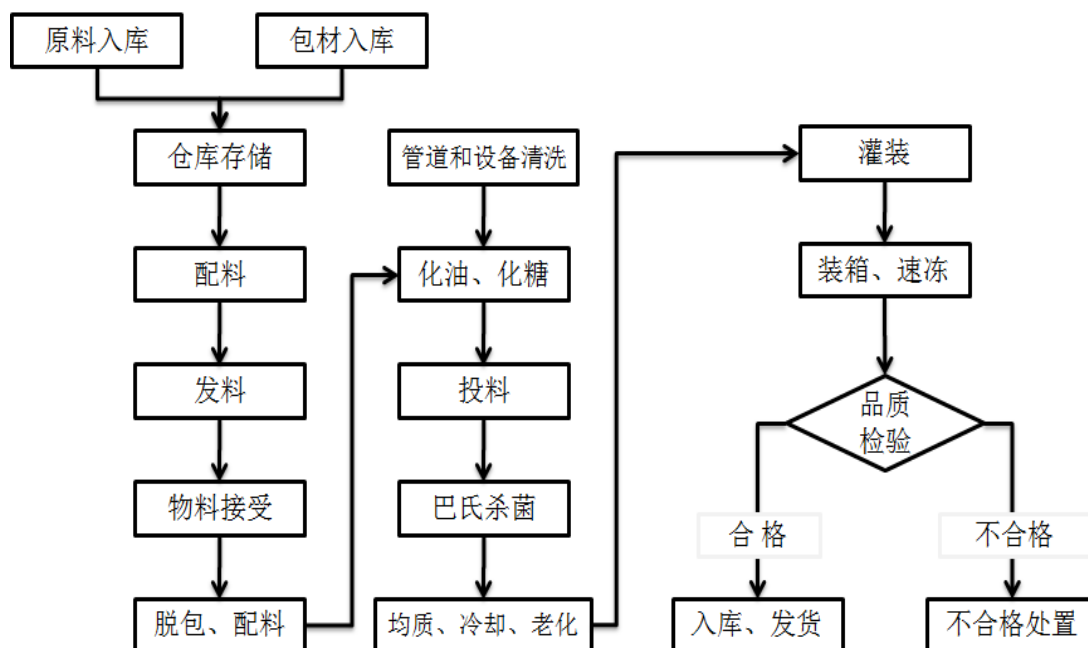 原料入库
包材入库
仓库存储
配料
发料
物料接受
脱包、配料
管道和设备清洗
化油、化糖
投料
巴氏杀菌
均质、冷却、老化
灌装
装箱、速冻
品质
检验
合 格
不合格
入库、发货
不合格处置